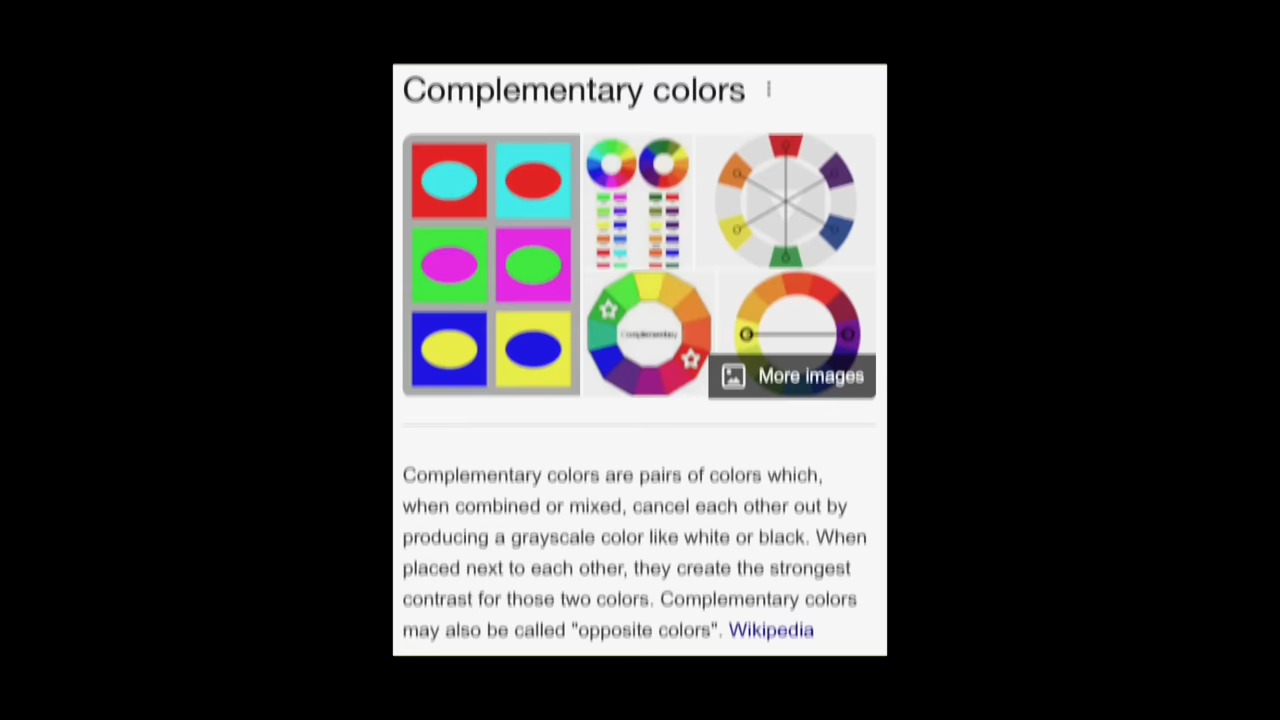 Complementary colors
Complementary
More images
Complementary colors are pairs of colors which,
when combined or mixed, cancel each other out by
producing a grayscale color like white or black. When
placed next to each other, they create the strongest
contrast for those two colors. Complementary colors
may also be called "opposite colors". Wikipedia